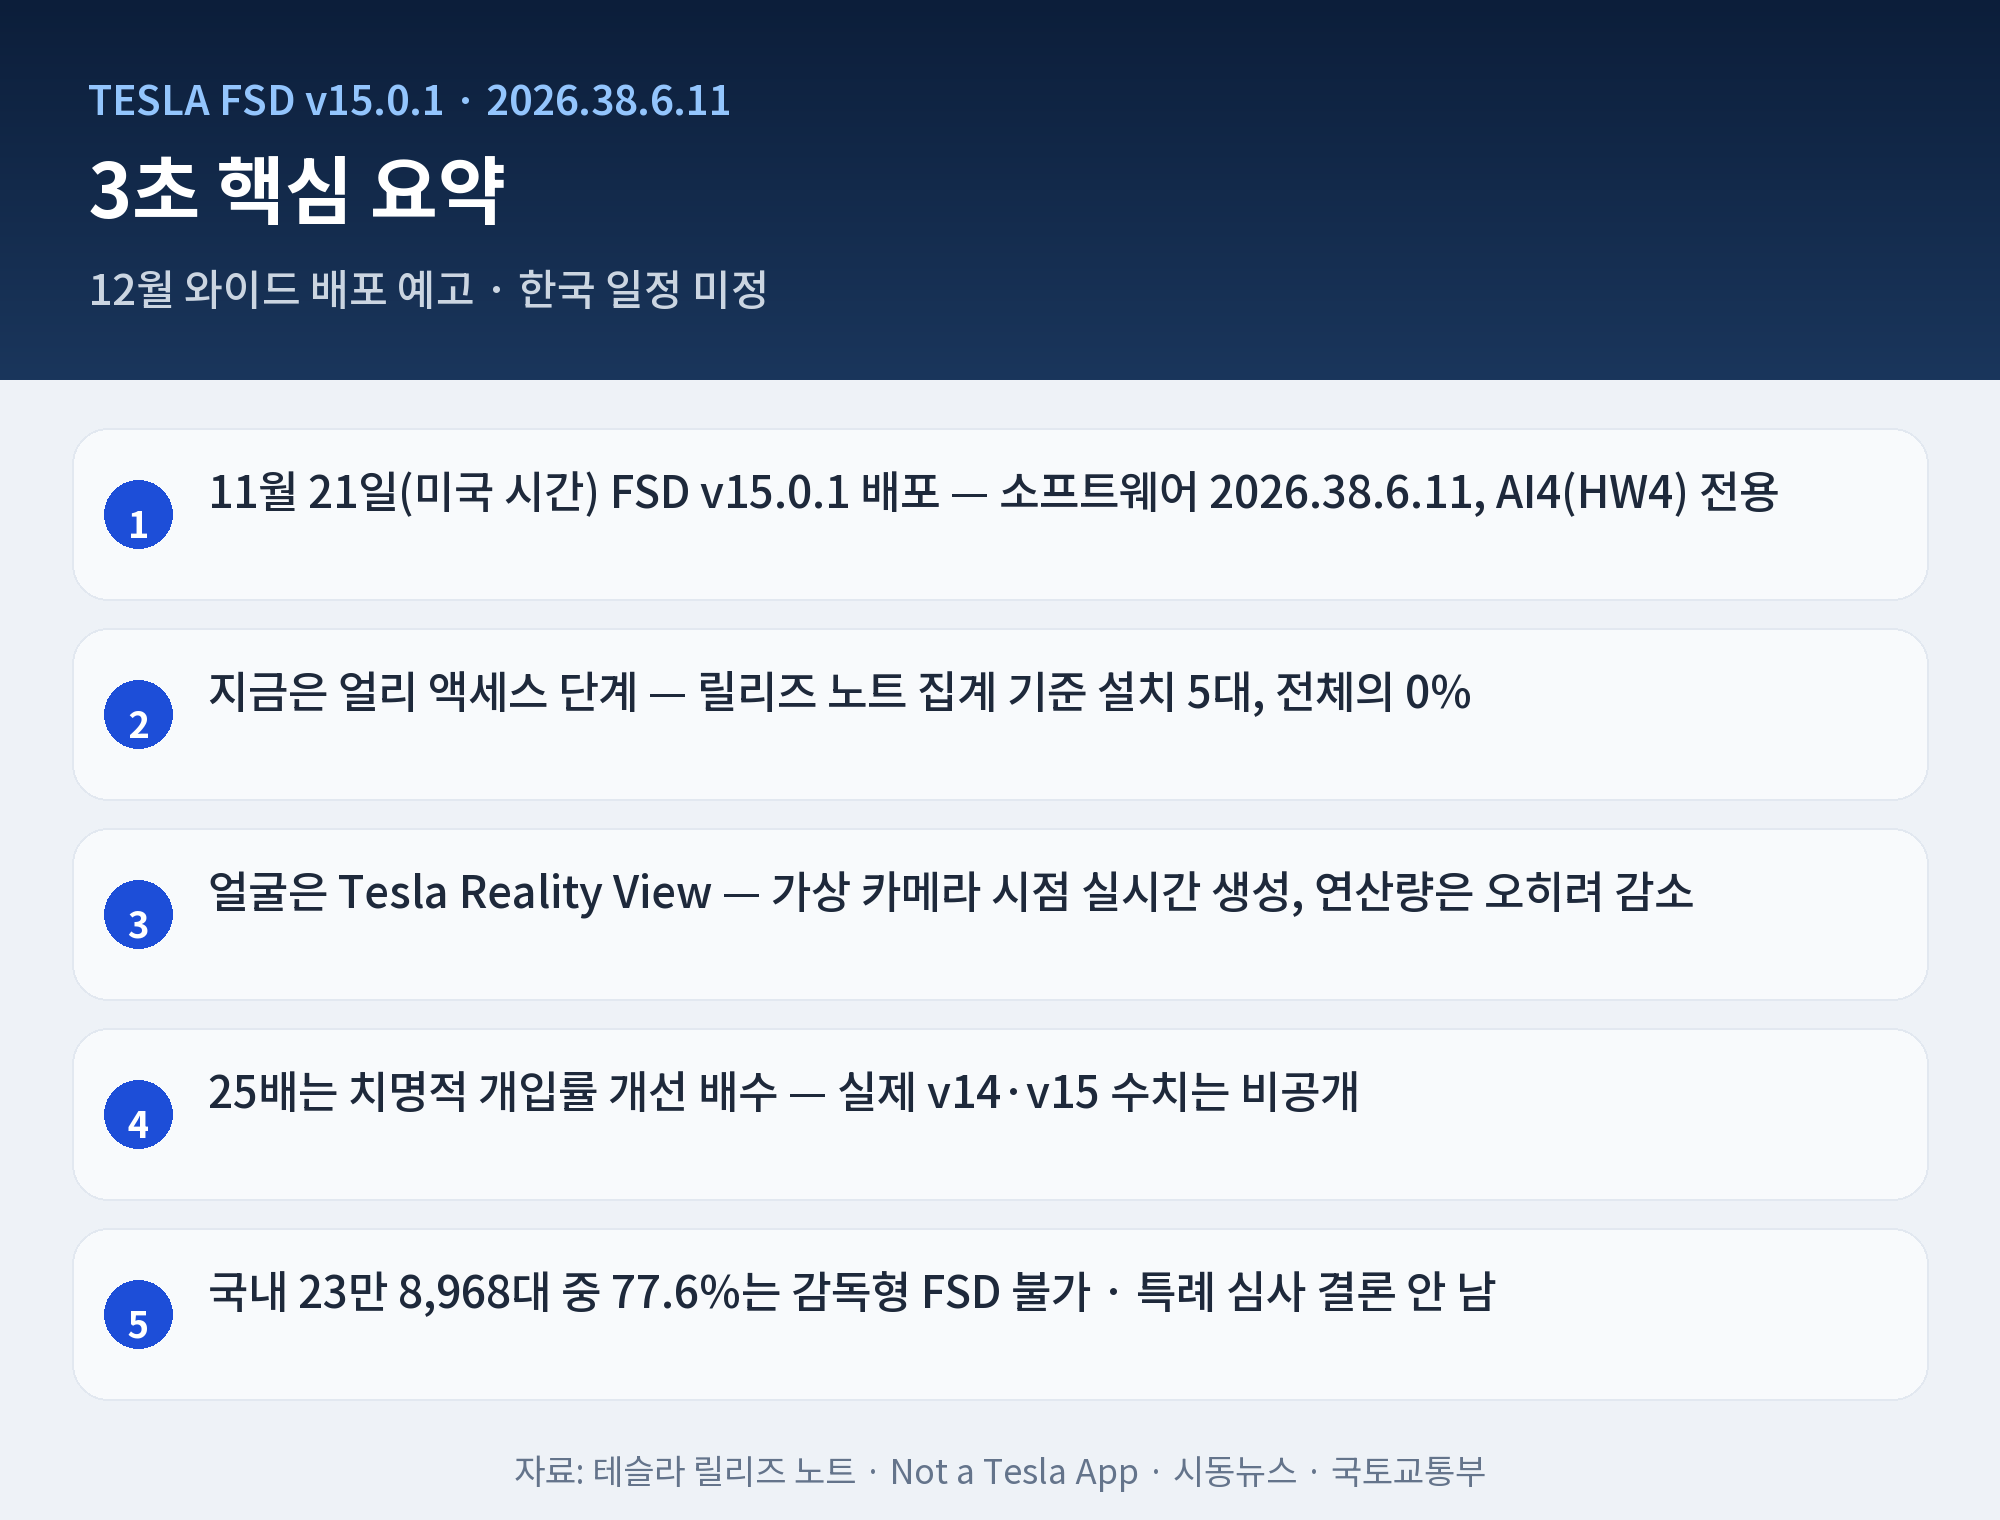 TESLA FSD v15.0.1 · 2026.38.6.11
3초 핵심 요약
12월 와이드 배포 예고 · 한국 일정 미정
1 11월 21일(미국 시간) FSD v15.0.1 배포 — 소프트웨어 2026.38.6.11, AI4(HW4) 전용
2 지금은 얼리 액세스 단계 — 릴리즈 노트 집계 기준 설치 5대, 전체의 0%
3 얼굴은 Tesla Reality View — 가상 카메라 시점 실시간 생성, 연산량은 오히려 감소
4 25배는 치명적 개입률 개선 배수 — 실제 v14·v15 수치는 비공개
5 국내 23만 8,968대 중 77.6%는 감독형 FSD 불가 · 특례 심사 결론 안 남
자료: 테슬라 릴리즈 노트 · Not a Tesla App · 시동뉴스 · 국토교통부